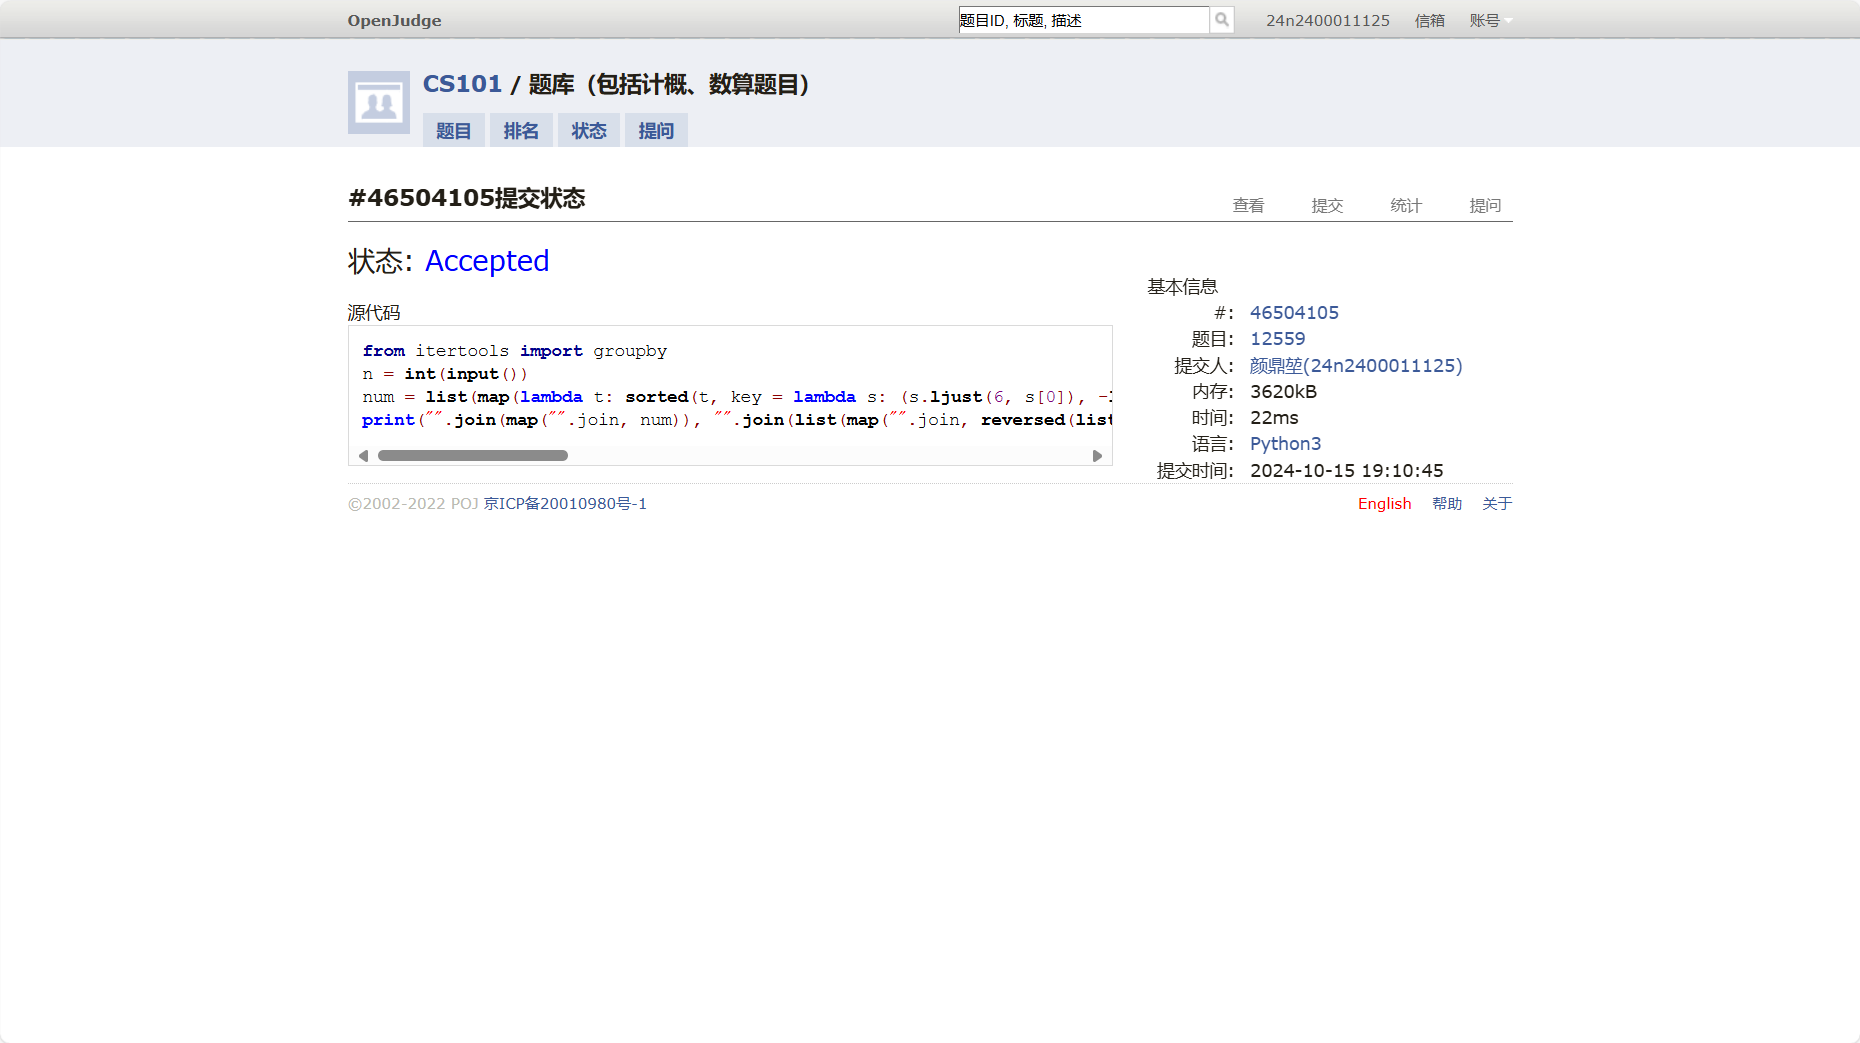 OpenJudge
题目ID, 标题, 描述
24n2400011125 信箱 账号
CS101 / 题库（包括计概、数算题目）
题目 排名 状态 提问
#46504105提交状态
查看 提交 统计 提问
状态: Accepted
源代码
from itertools import groupby
n = int(input())
num = list(map(lambda t: sorted(t, key = lambda s: (s.ljust(6, s[0]), -l
print("".join(map("".join, num)), "".join(list(map("".join, reversed(list
基本信息
#: 46504105
题目: 12559
提交人: 颜鼎堃(24n2400011125)
内存: 3620kB
时间: 22ms
语言: Python3
提交时间: 2024-10-15 19:10:45
©2002-2022 POJ 京ICP备20010980号-1
English 帮助 关于